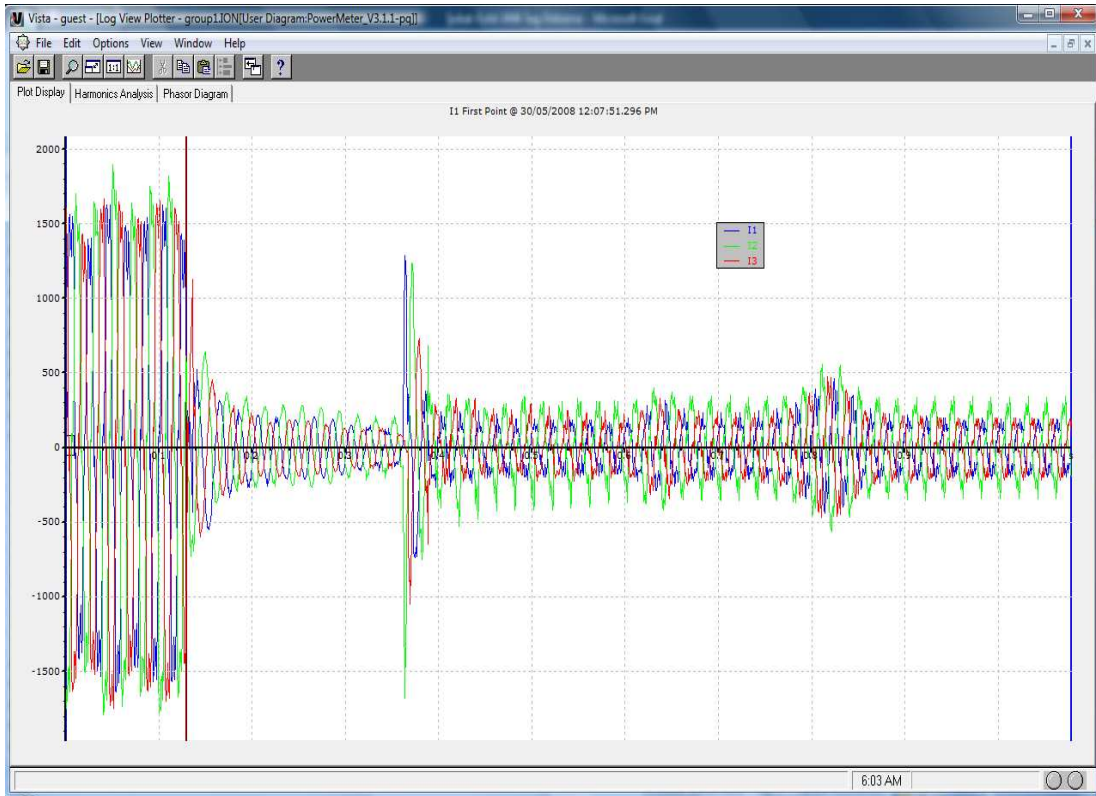 Vista - guest - [Log View Plotter - group1.ION[User Diagram:PowerMeter_V3.1.1-pq]]
File Edit Options View Window Help
1:1
?
Plot Display Harmonics Analysis Phasor Diagram
I1 First Point @ 30/05/2008 12:07:51.296 PM
2000
1500
I1
I2
I3
1000
500
0
0.1 0.2 0.3 0.4 0.5 0.6 0.7 0.8 0.9
-500
-1000
-1500
6:03 AM